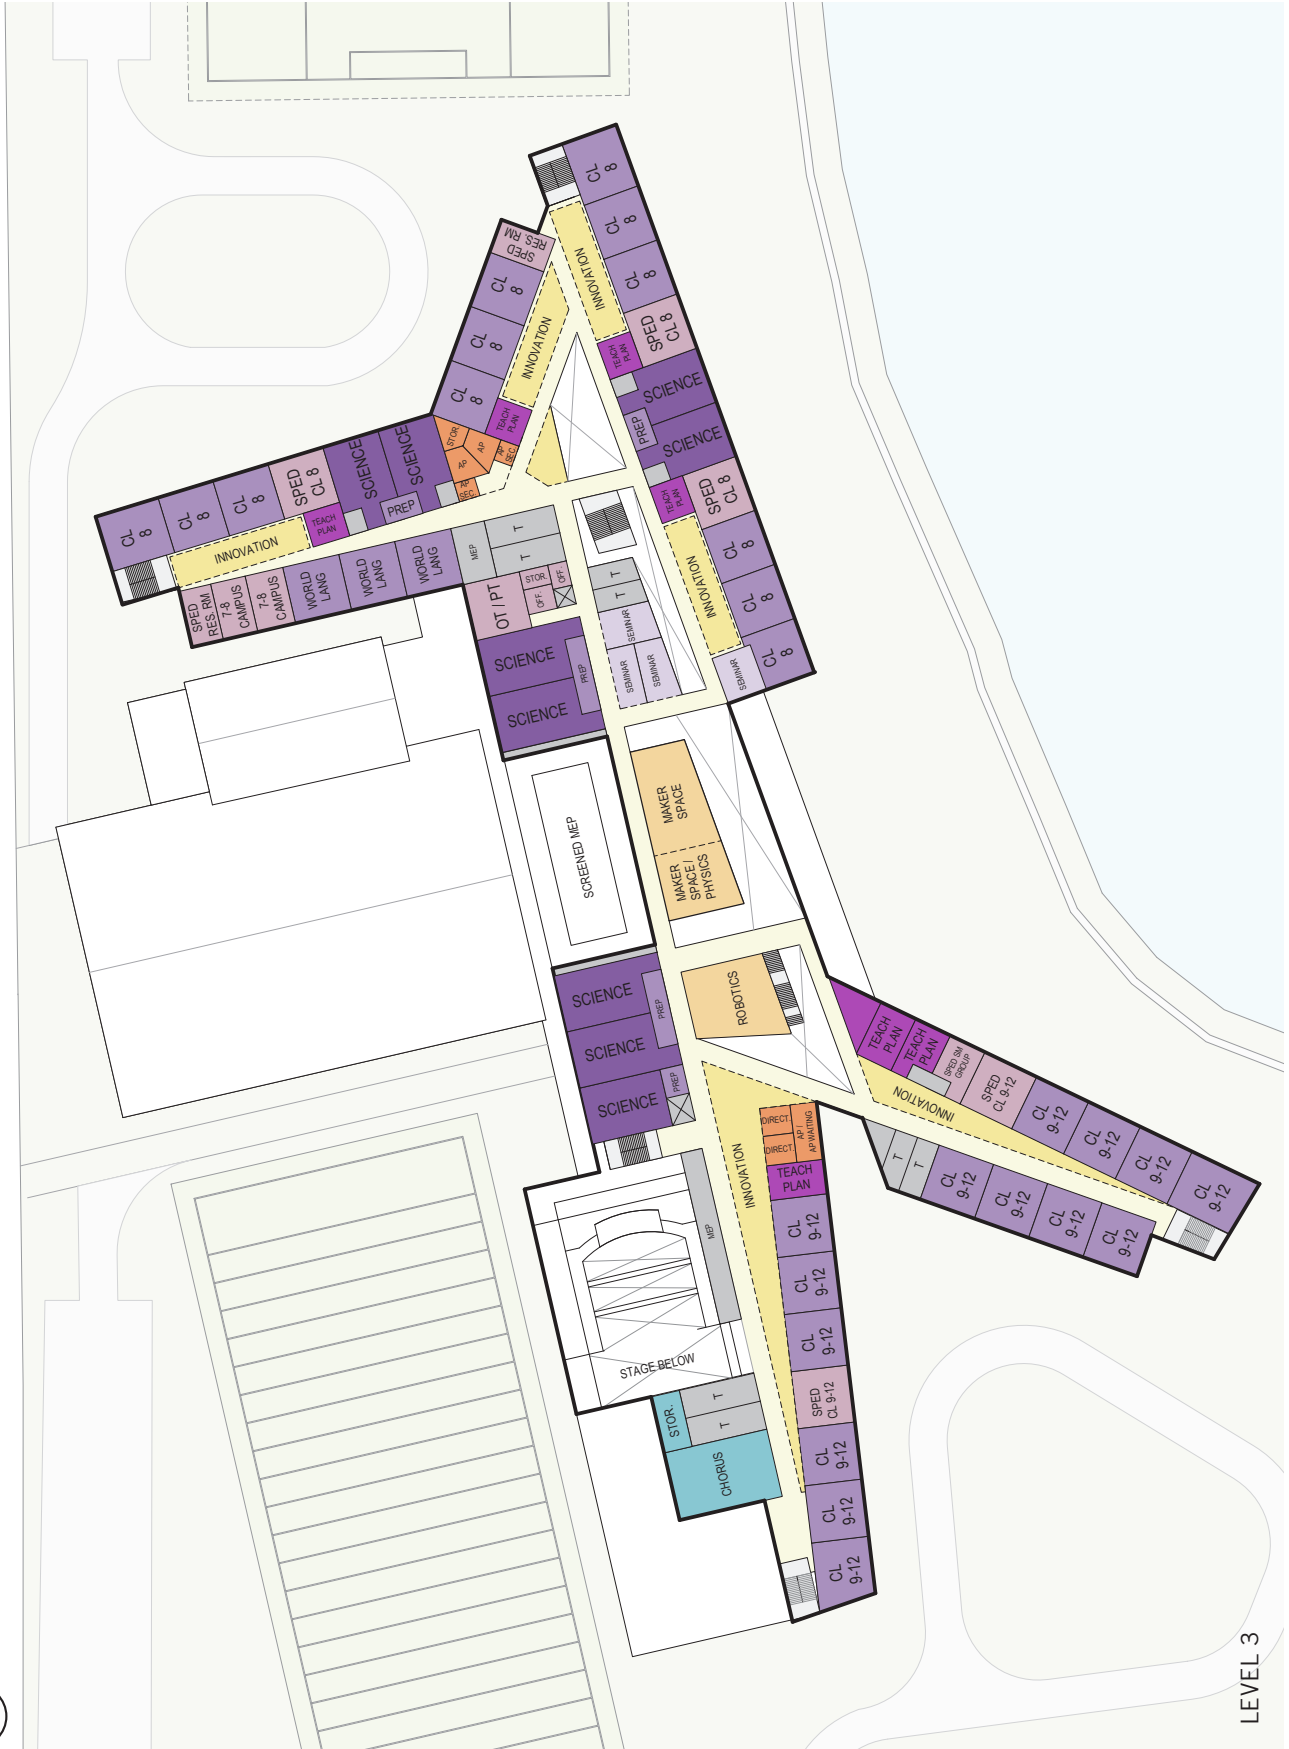 CL
8
CL
8
CL
8
SPED
CL 8
SCIENCE
SCIENCE
PREP
TEACH
PLAN
INNOVATION
SPED
RES. RM
7-8
CAMPUS
7-8
CAMPUS
WORLD
LANG
WORLD
LANG
WORLD
LANG
MEP
T
T
STOR.
AP
AP
AP
SEC.
AP
SEC.
TEACH
PLAN
CL
8
CL
8
CL
8
SPED
RES. RM
INNOVATION
INNOVATION
CL
8
CL
8
CL
8
SPED
CL 8
TEACH
PLAN
SCIENCE
SCIENCE
PREP
TEACH
PLAN
SPED
CL 8
INNOVATION
CL
8
CL
8
CL
8
SEMINAR
OT / PT
STOR.
OFF.
OFF.
T
T
SEMINAR
SEMINAR
SEMINAR
SCIENCE
SCIENCE
PREP
SCREENED MEP
MAKER
SPACE
MAKER
SPACE /
PHYSICS
ROBOTICS
SCIENCE
SCIENCE
SCIENCE
PREP
PREP
TEACH
PLAN
TEACH
PLAN
SPED SM
GROUP
SPED
CL 9-12
CL
9-12
CL
9-12
CL
9-12
CL
9-12
INNOVATION
T
T
CL
9-12
CL
9-12
CL
9-12
CL
9-12
INNOVATION
DIRECT.
DIRECT.
AP /
AP WAITING
TEACH
PLAN
CL
9-12
CL
9-12
CL
9-12
SPED
CL 9-12
CL
9-12
CL
9-12
CL
9-12
MEP
STAGE BELOW
STOR.
T
T
CHORUS
LEVEL 3